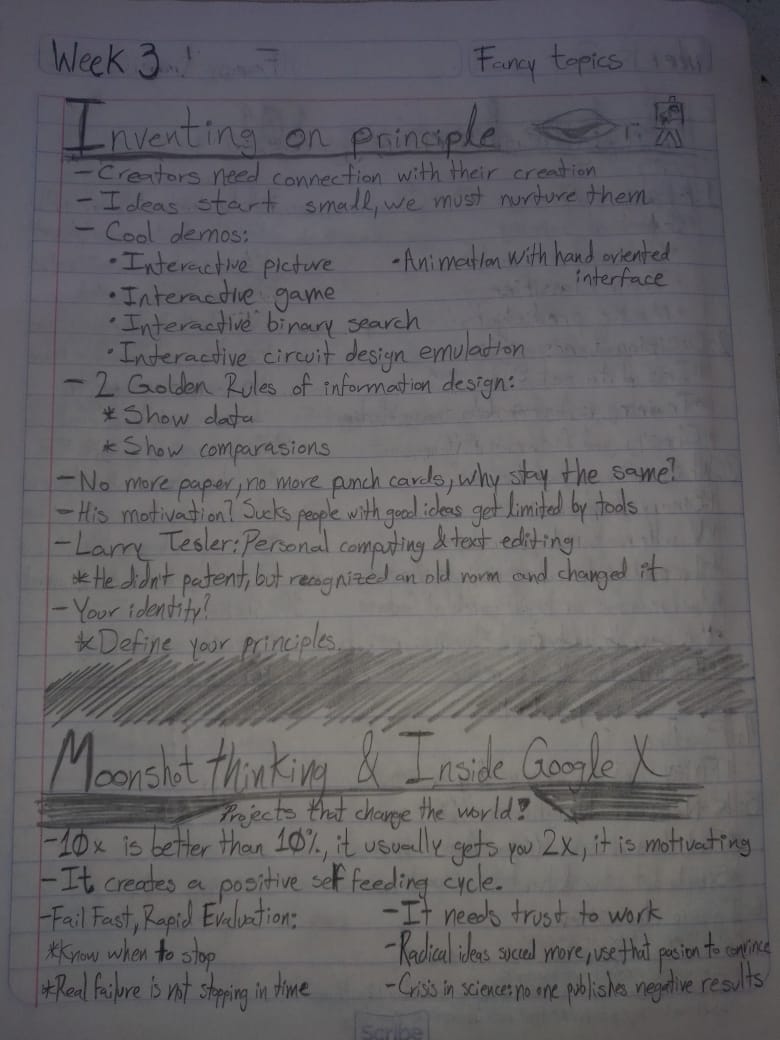 Week 3
Fancy topics
Inventing on principle
- Creators need connection with their creation
- Ideas start small, we must nurture them
- Cool demos:
• Interactive picture
• Animation with hand oriented
interface
• Interactive game
• Interactive binary search
• Interactive circuit design emulation
- 2 Golden Rules of information design:
* Show data
* Show comparasions
- No more paper, no more punch cards, why stay the same?
- His motivation? Sucks people with good ideas get limited by tools
- Larry Tesler: Personal computing & text editing
* He didn't patent, but recognized an old norm and changed it
- Your identity?
* Define your principles.
Moonshot thinking & Inside Google X
Projects that change the world!
- 10x is better than 10%, it usually gets you 2x, it is motivating
- It creates a positive self feeding cycle.
- Fail Fast, Rapid Evaluation:
* Know when to stop
* Real failure is not stopping in time
- It needs trust to work
- Radical ideas succed more, use that pasion to convince
- Crisis in science: no one publishes negative results
Scribe